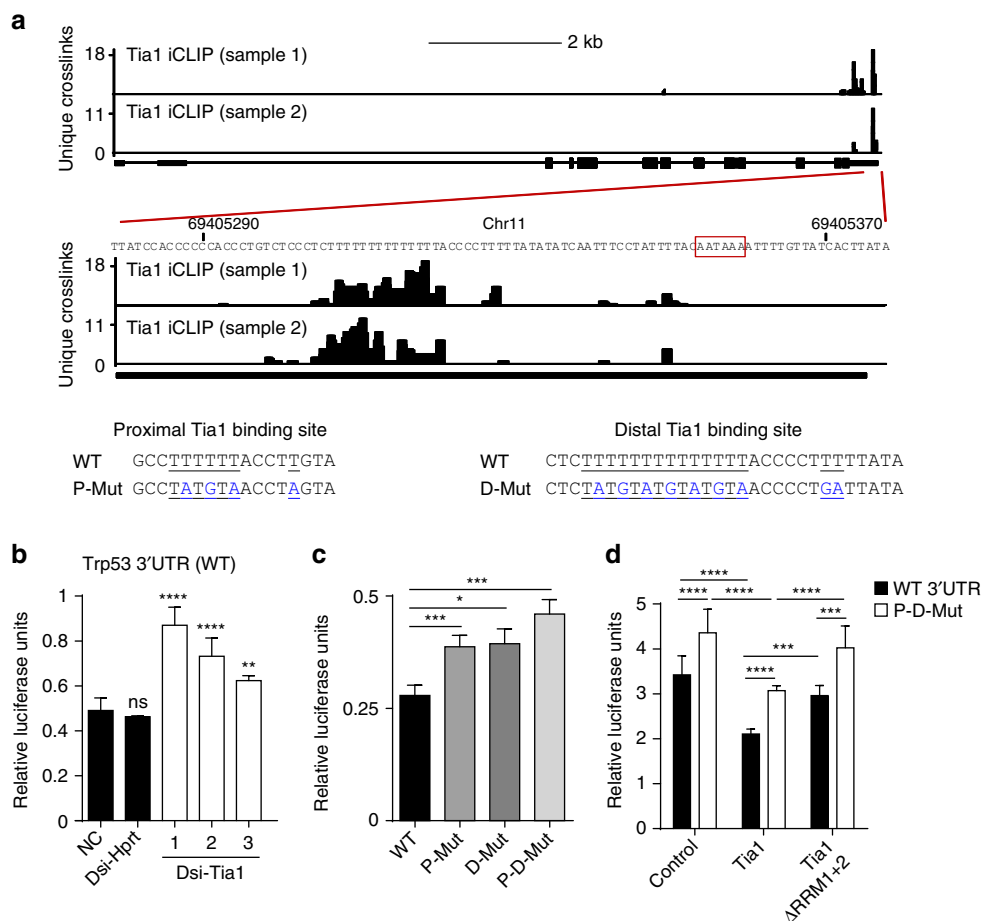 a
2 kb
Unique crosslinks
18
Tia1 iCLIP (sample 1)
11
Tia1 iCLIP (sample 2)
0
69405290
Chr11
69405370
TTATCCACCCCCCACCCTGTCTCCCTCTTTTTTTTTTTTTTTACCCCTTTTTATATATCAATTTCCTATTTTACAATAAAATTTTGTTATCACTTATA
Unique crosslinks
18
Tia1 iCLIP (sample 1)
11
Tia1 iCLIP (sample 2)
0
Proximal Tia1 binding site
WT GCCTTTTTTACCTTGTA
P-Mut GCCTATGTAACCTAGTA
Distal Tia1 binding site
WT CTCTTTTTTTTTTTTTTACCCCTTTTTATA
D-Mut CTCTATGTATGTATGTAACCCCTGATTATA
b
Trp53 3′UTR (WT)
Relative luciferase units
1
0.8
0.6
0.4
0.2
0
ns
****
****
**
NC
Dsi-Hprt
1 2 3
Dsi-Tia1
c
Relative luciferase units
0.5
0.25
0
***
*
***
WT
P-Mut
D-Mut
P-D-Mut
d
WT 3′UTR
P-D-Mut
Relative luciferase units
5
4
3
2
1
0
****
**** **** ****
***
***
****
Control
Tia1
Tia1
ΔRRM1+2